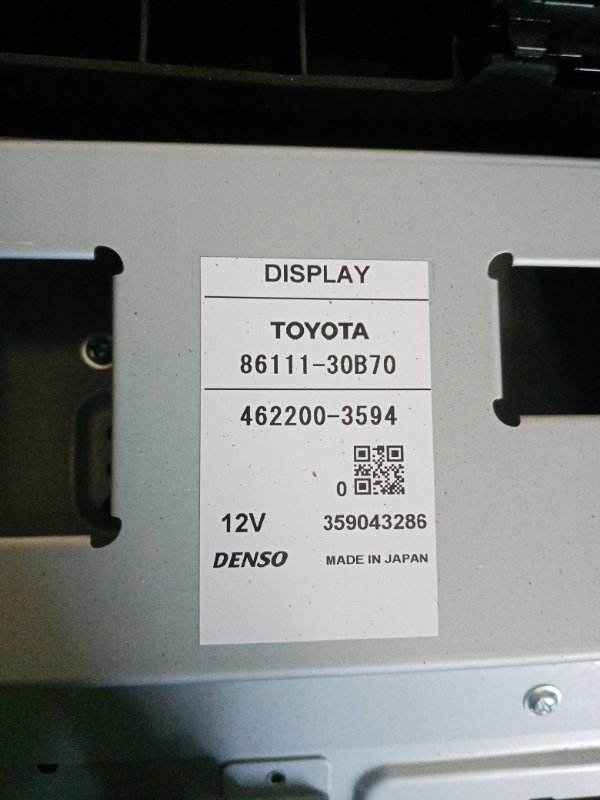 DISPLAY
TOYOTA
86111-30B70
462200-3594
0
12V 359043286
DENSO MADE IN JAPAN